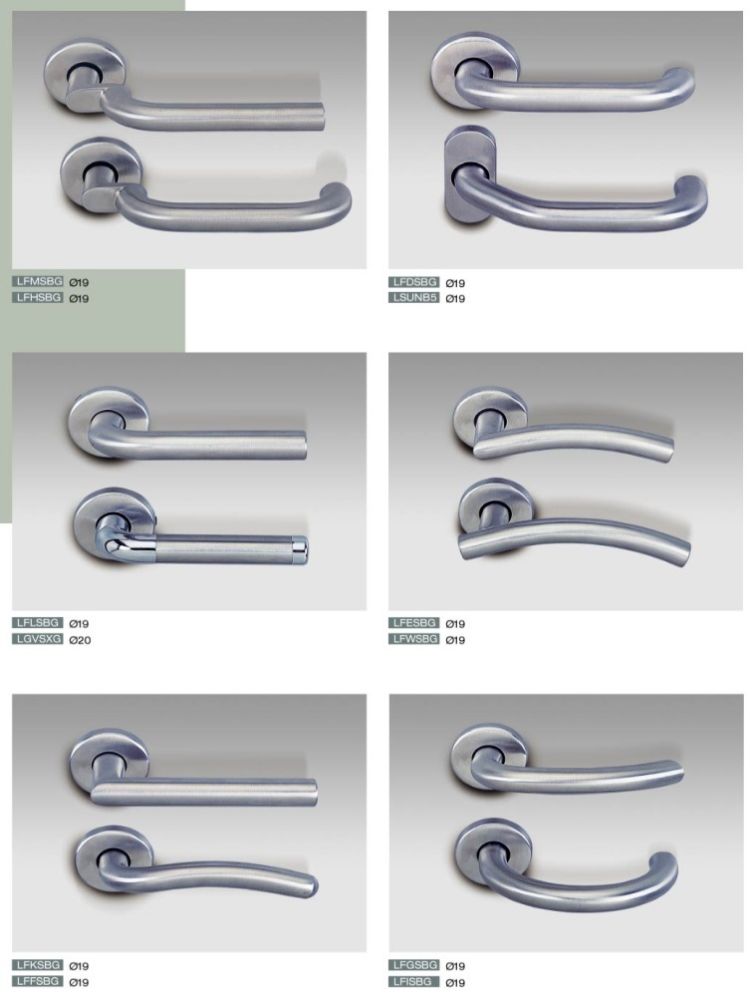 LFMSBG Ø19
LFHSBG Ø19
LFDSBG Ø19
LSUNB5 Ø19
LFLSBG Ø19
LGVSXG Ø20
LFESBG Ø19
LFWSBG Ø19
LFKSBG Ø19
LFFSBG Ø19
LFGSBG Ø19
LFISBG Ø19